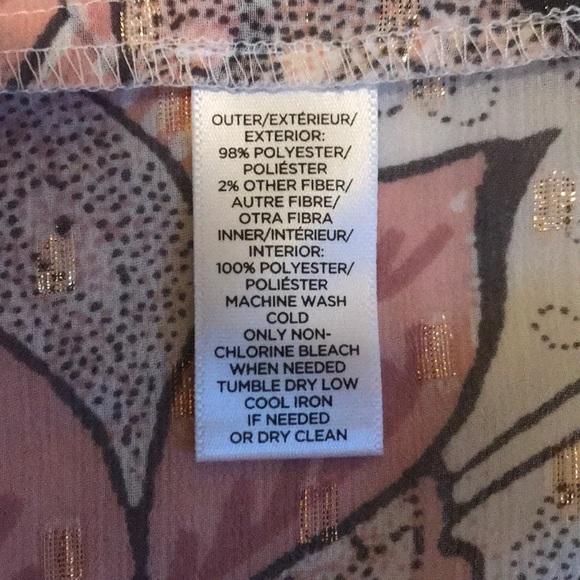 OUTER/EXTÉRIEUR/
EXTERIOR:
98% POLYESTER/
POLIÉSTER
2% OTHER FIBER/
AUTRE FIBRE/
OTRA FIBRA
INNER/INTÉRIEUR/
INTERIOR:
100% POLYESTER/
POLIÉSTER
MACHINE WASH
COLD
ONLY NON-
CHLORINE BLEACH
WHEN NEEDED
TUMBLE DRY LOW
COOL IRON
IF NEEDED
OR DRY CLEAN